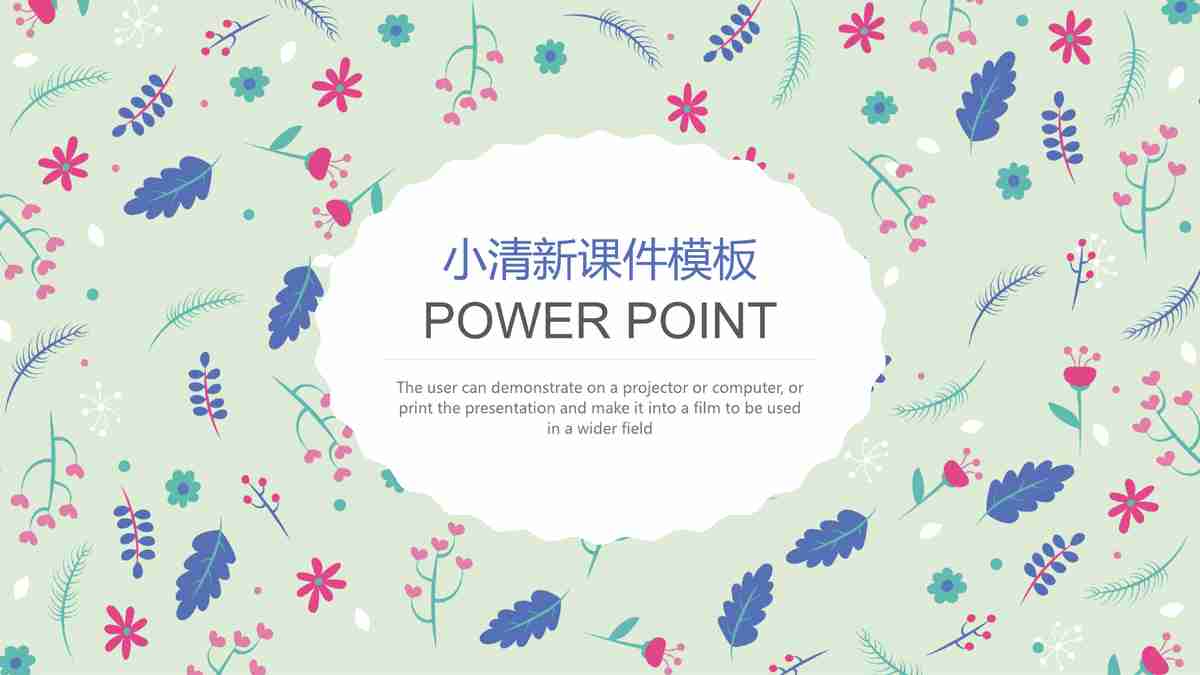 小清新课件模板
POWER POINT
The user can demonstrate on a projector or computer, or
print the presentation and make it into a film to be used
in a wider field